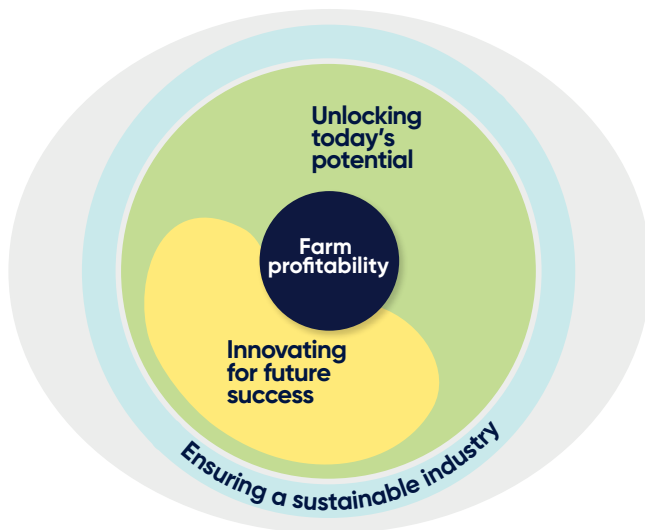 Unlocking
today's
potential
Farm
profitability
Innovating
for future
success
Ensuring a sustainable industry